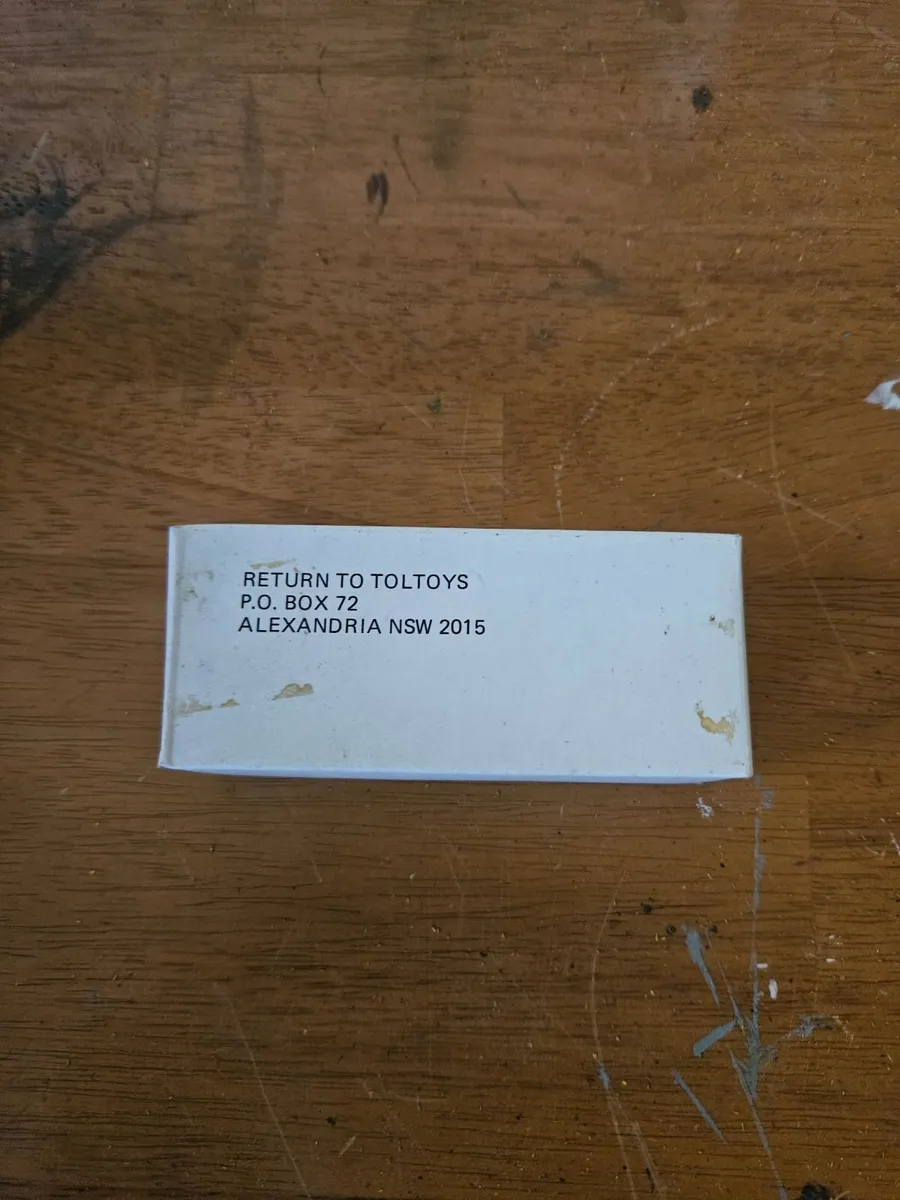 RETURN TO TOLTOYS
P.O. BOX 72
ALEXANDRIA NSW 2015